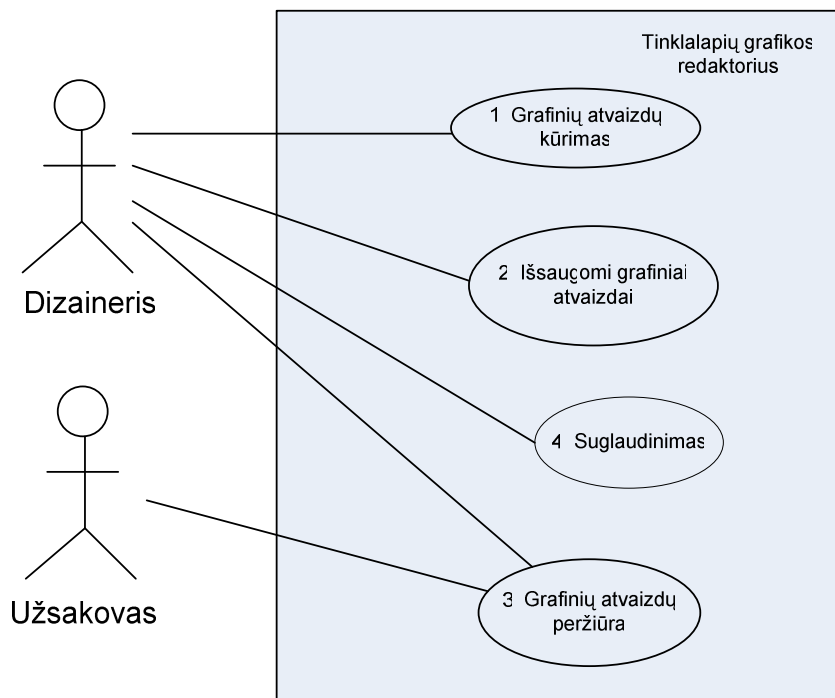 Tinklalapių grafikos
redaktorius
1 Grafinių atvaizdų
kūrimas
2 Išsaugomi grafiniai
atvaizdai
Dizaineris
4 Suglaudinimas
3 Grafinių atvaizdų
peržiūra
Užsakovas